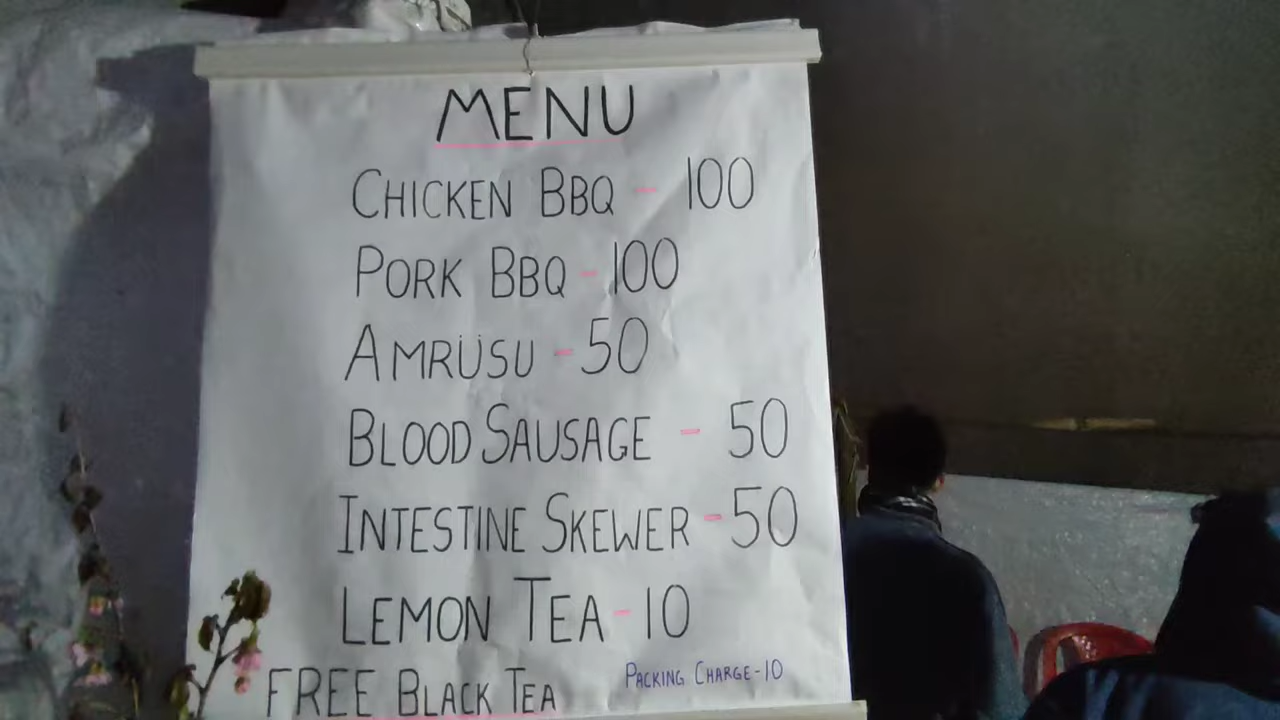 MENU
CHICKEN BBQ - 100
PORK BBQ - 100
AMRÜSU - 50
BLOOD SAUSAGE - 50
INTESTINE SKEWER - 50
LEMON TEA - 10
FREE BLACK TEA
PACKING CHARGE - 10